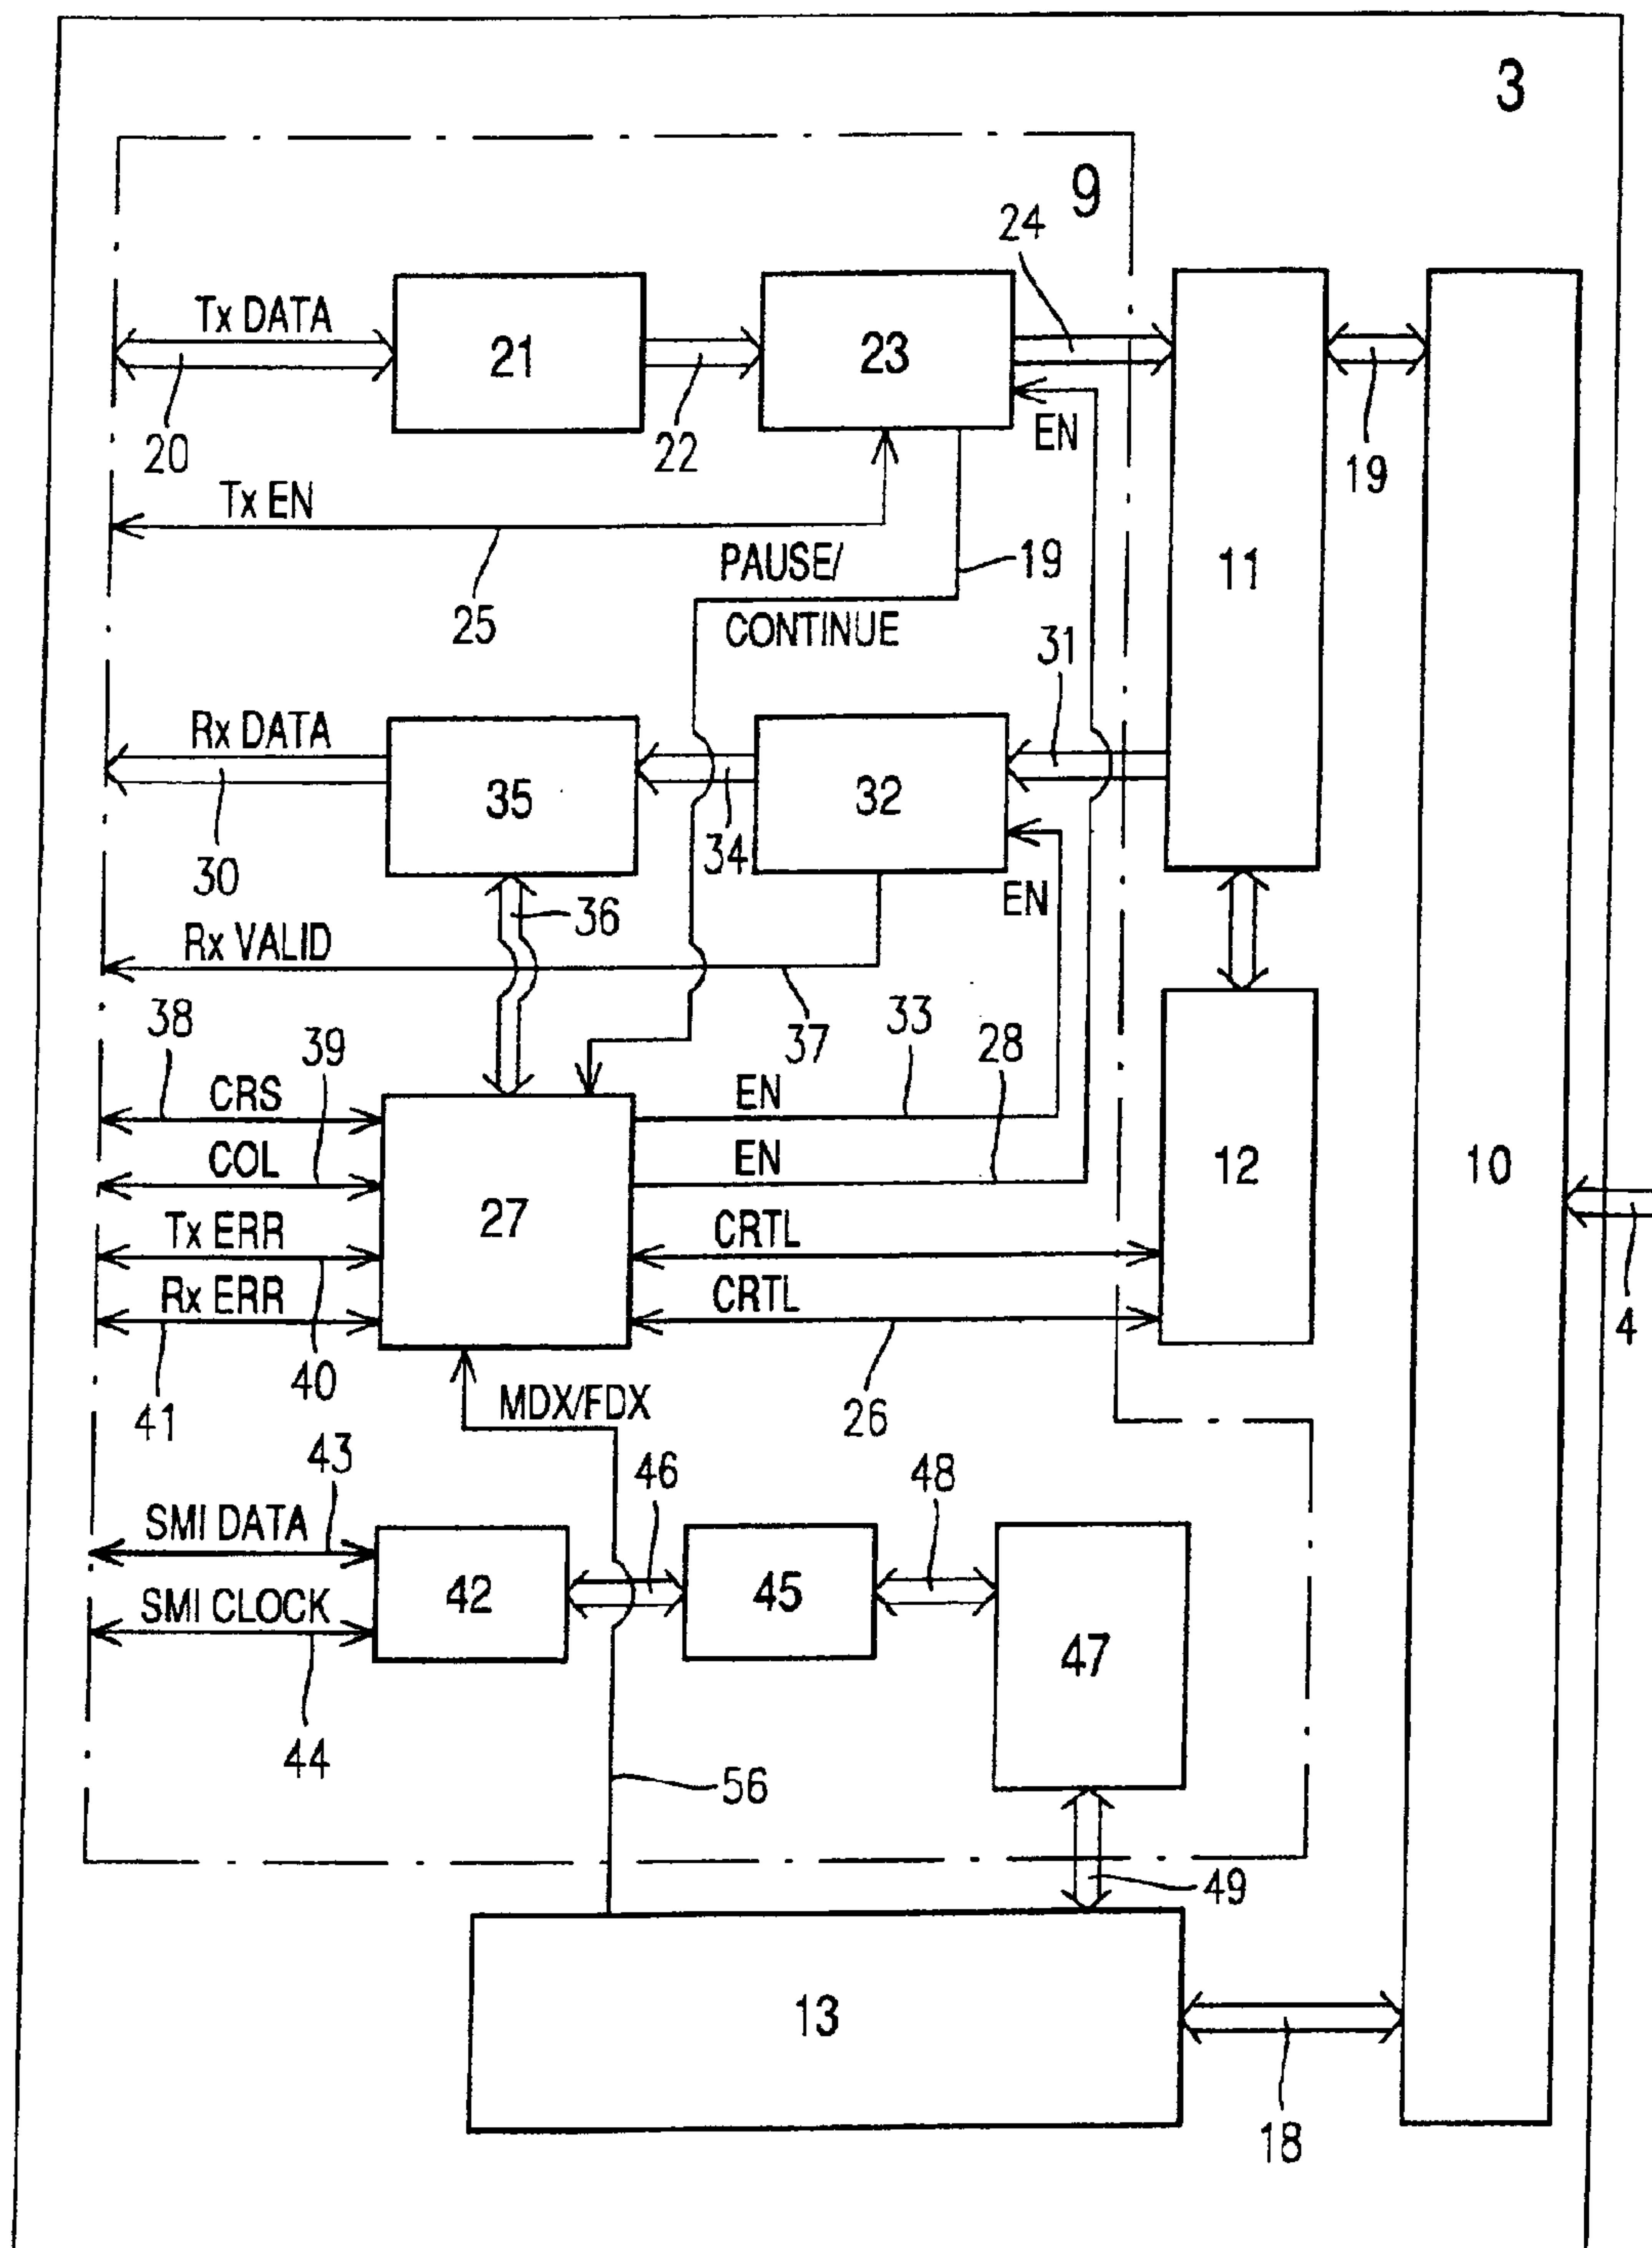 3
9
24
Tx DATA
21
23
20
22
EN
19
Tx EN
11
PAUSE/
19
25
CONTINUE
31
Rx DATA
35
32
30
34
EN
36
Rx VALID
38
39
37
33
28
CRS
EN
COL
EN
12
10
27
Tx ERR
CRTL
Rx ERR
CRTL
4
40
41
MDX/FDX
26
43
46
48
SMI DATA
42
45
SMI CLOCK
47
44
56
49
13
18